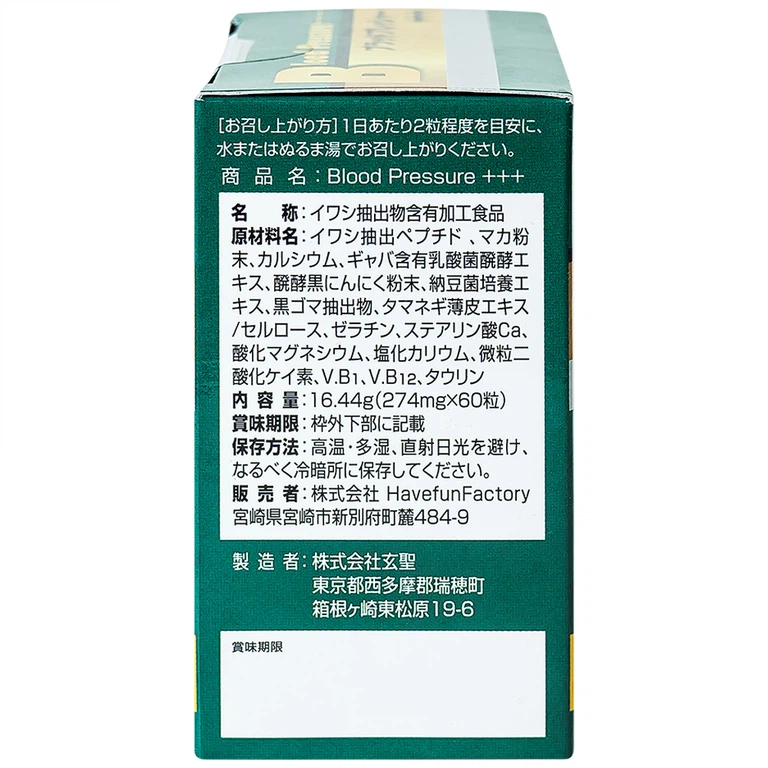 Blood Pressure
[お召し上がり方]1日あたり2粒程度を目安に、
水またはぬるま湯でお召し上がりください。
商品名:Blood Pressure +++
名称:イワシ抽出物含有加工食品
原材料名:イワシ抽出ペプチド、マカ粉
末、カルシウム、ギャバ含有乳酸菌醗酵エ
キス、醗酵黒にんにく粉末、納豆菌培養エ
キス、黒ゴマ抽出物、タマネギ薄皮エキス
/セルロース、ゼラチン、ステアリン酸Ca、
酸化マグネシウム、塩化カリウム、微粒二
酸化ケイ素、V.B1、V.B12、タウリン
内容量:16.44g(274mg×60粒)
賞味期限:枠外下部に記載
保存方法:高温・多湿、直射日光を避け、
なるべく冷暗所に保存してください。
販売者:株式会社 HavefunFactory
宮崎県宮崎市新別府町麓484-9
製造者:株式会社玄聖
東京都西多摩郡瑞穂町
箱根ヶ崎東松原19-6
賞味期限